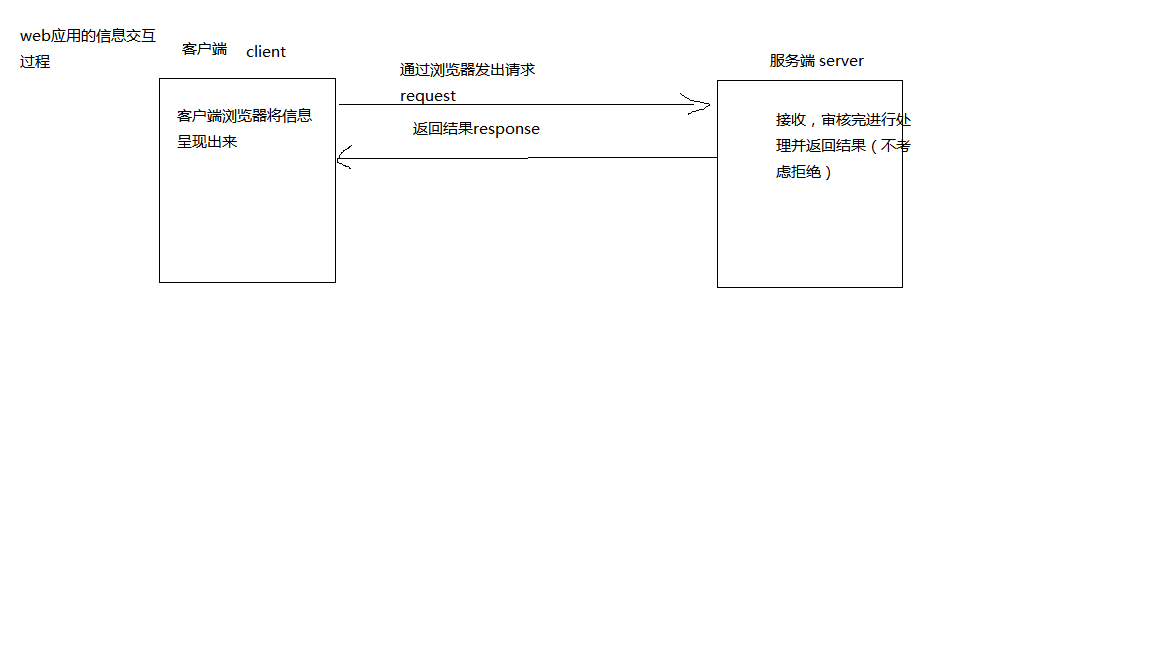 web应用的信息交互
过程
客户端 client
通过浏览器发出请求
request
返回结果response
服务端 server
客户端浏览器将信息
呈现出来
接收，审核完进行处
理并返回结果（不考
虑拒绝）